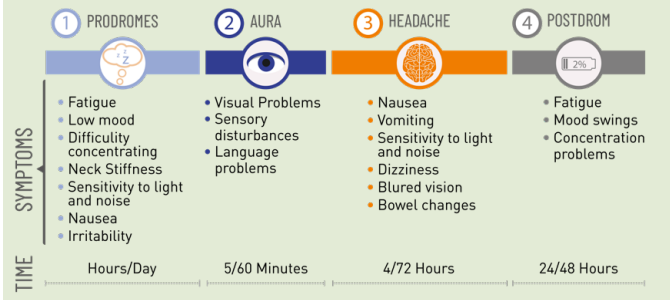 1 PRODROMES
2 AURA
3 HEADACHE
4 POSTDROM
z z Z
2%
SYMPTOMS
Fatigue
Low mood
Difficulity
concentrating
Neck Stiffness
Sensitivity to light
and noise
Nausea
Irritability
Visual Problems
Sensory
disturbances
Language
problems
Nausea
Vomiting
Sensitivity to light
and noise
Dizziness
Blured vision
Bowel changes
Fatigue
Mood swings
Concentration
problems
TIME
Hours/Day
5/60 Minutes
4/72 Hours
24/48 Hours